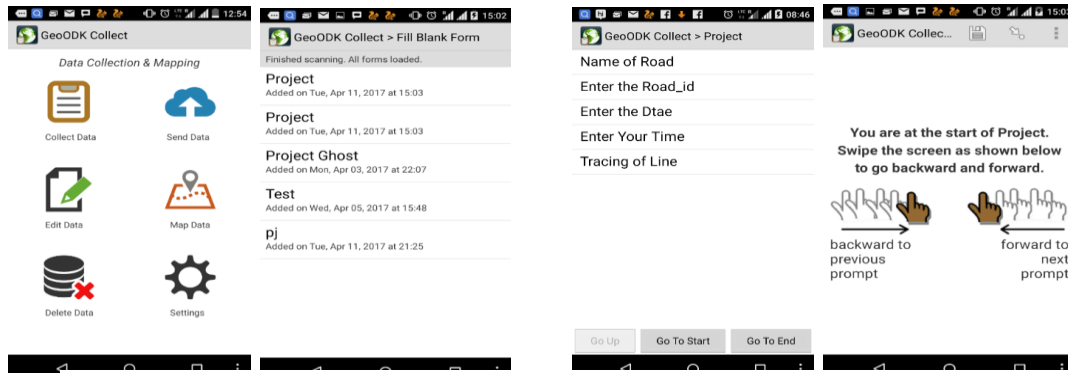 12:54
GeoODK Collect
Data Collection & Mapping
Collect Data
Send Data
Edit Data
Map Data
Delete Data
Settings
15:02
GeoODK Collect > Fill Blank Form
Finished scanning. All forms loaded.
Project
Added on Tue, Apr 11, 2017 at 15:03
Project
Added on Tue, Apr 11, 2017 at 15:03
Project Ghost
Added on Mon, Apr 03, 2017 at 22:07
Test
Added on Wed, Apr 05, 2017 at 15:48
pj
Added on Tue, Apr 11, 2017 at 21:25
08:46
GeoODK Collect > Project
Name of Road
Enter the Road_id
Enter the Dtae
Enter Your Time
Tracing of Line
Go Up
Go To Start
Go To End
GeoODK Collec...
You are at the start of Project.
Swipe the screen as shown below
to go backward and forward.
backward to
previous
prompt
forward to
next
prompt